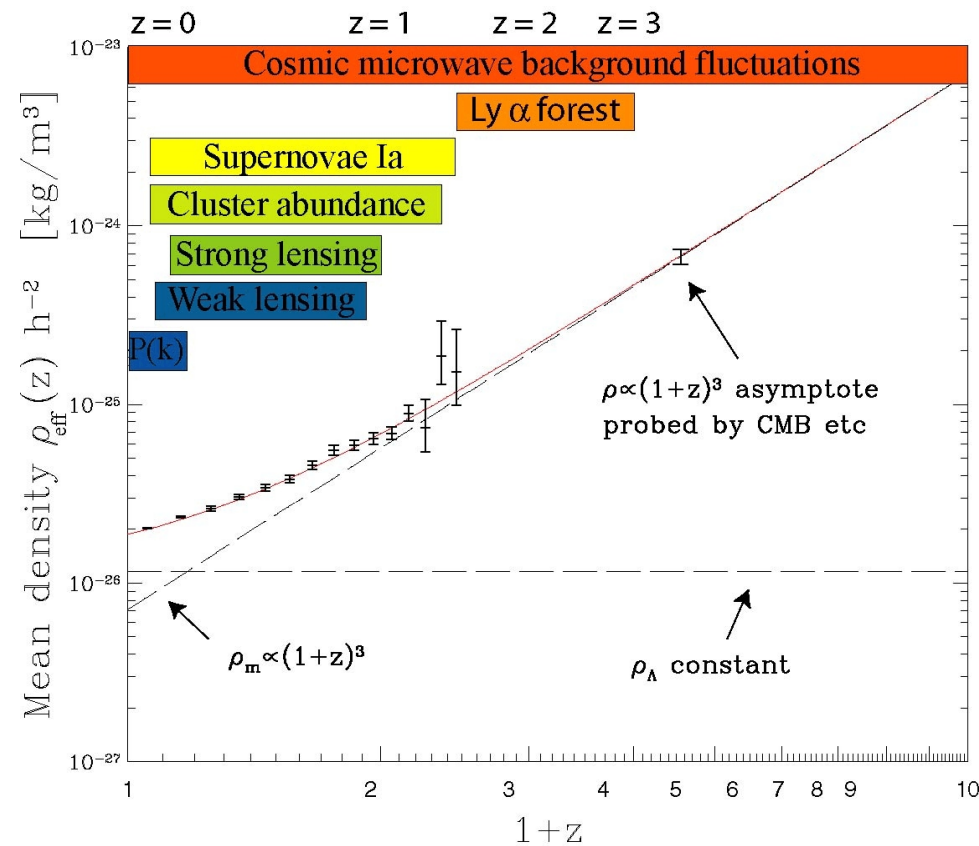 z = 0 z = 1 z = 2 z = 3
Cosmic microwave background fluctuations
Ly α forest
Supernovae Ia
Cluster abundance
Strong lensing
Weak lensing
P(k)
ρ∝(1+z)³ asymptote
probed by CMB etc
ρₘ∝(1+z)³
ρ_Λ constant
Mean density ρ_eff(z) h⁻² [kg/m³]
10⁻²³
10⁻²⁴
10⁻²⁵
10⁻²⁶
10⁻²⁷
1 2 3 4 5 6 7 8 9 10
1+z